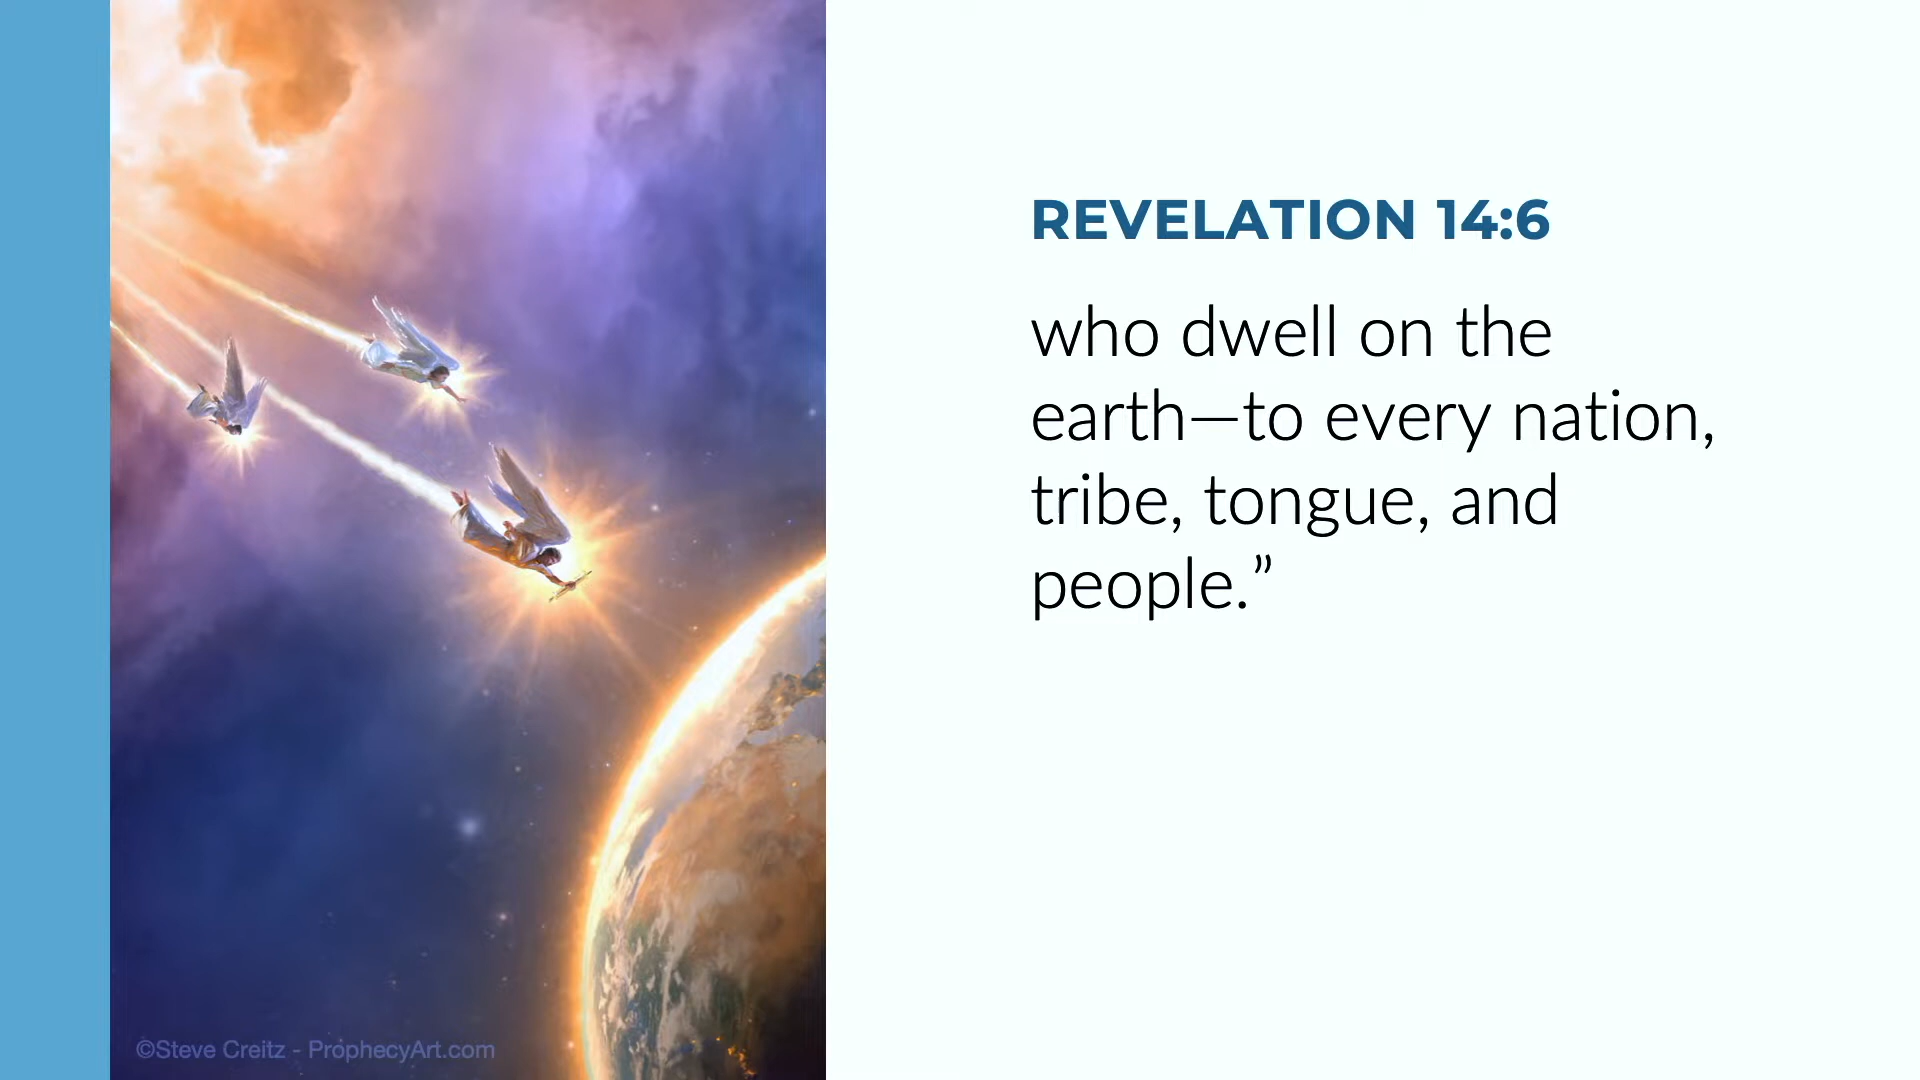 REVELATION 14:6
who dwell on the
earth—to every nation,
tribe, tongue, and
people.”
©Steve Creitz - ProphecyArt.com